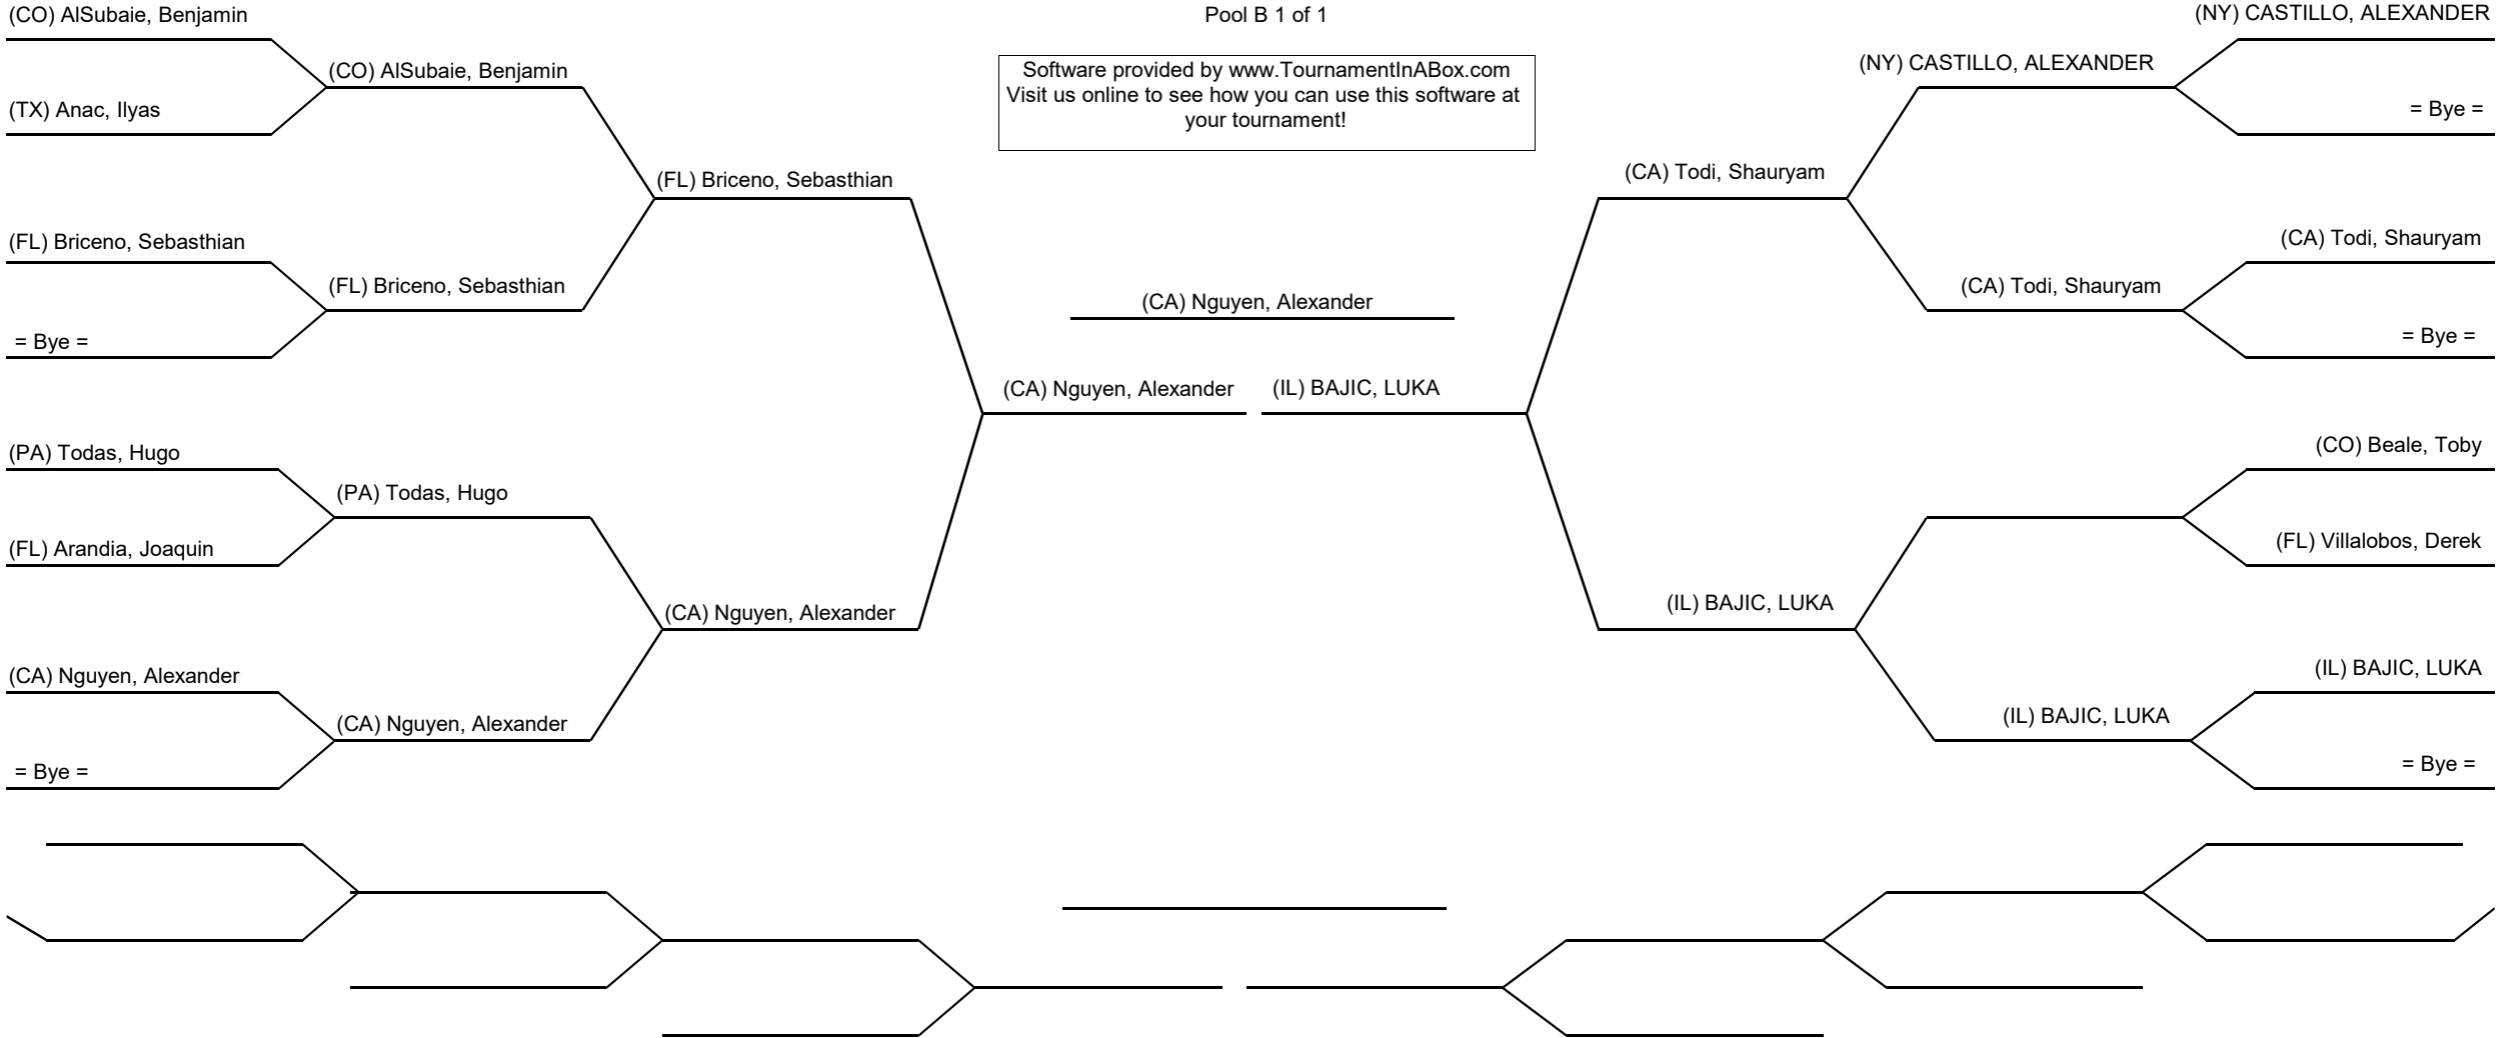 (CO) AlSubaie, Benjamin
Pool B 1 of 1
(NY) CASTILLO, ALEXANDER
Software provided by www.TournamentInABox.com
Visit us online to see how you can use this software at
your tournament!
(CO) AlSubaie, Benjamin
(NY) CASTILLO, ALEXANDER
(TX) Anac, Ilyas
= Bye =
(FL) Briceno, Sebasthian
(CA) Todi, Shauryam
(FL) Briceno, Sebasthian
(CA) Todi, Shauryam
(FL) Briceno, Sebasthian
(CA) Nguyen, Alexander
(CA) Todi, Shauryam
= Bye =
= Bye =
(CA) Nguyen, Alexander
(IL) BAJIC, LUKA
(PA) Todas, Hugo
(CO) Beale, Toby
(PA) Todas, Hugo
(FL) Arandia, Joaquin
(FL) Villalobos, Derek
(CA) Nguyen, Alexander
(IL) BAJIC, LUKA
(CA) Nguyen, Alexander
(IL) BAJIC, LUKA
(CA) Nguyen, Alexander
(IL) BAJIC, LUKA
= Bye =
= Bye =